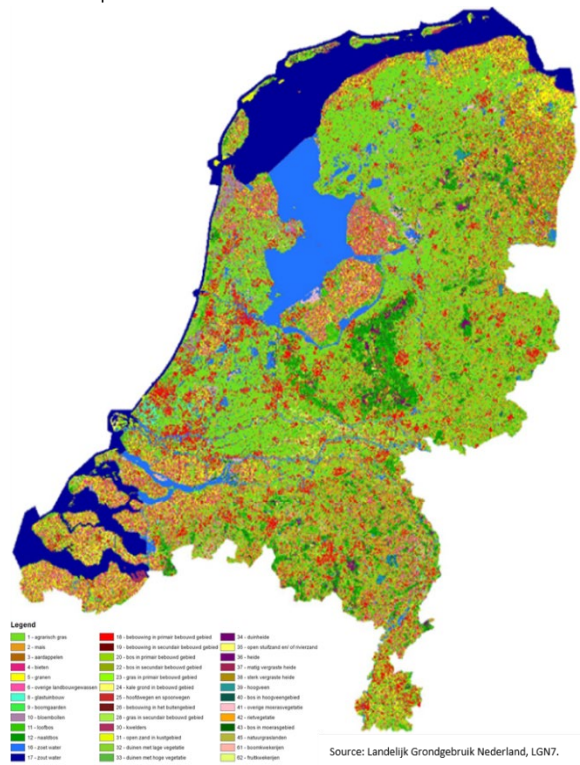 Legend
1 - agrarisch gras
2 - mais
3 - aardappelen
4 - bieten
5 - granen
6 - overige landbouwgewassen
8 - glastuinbouw
9 - boomgaarden
10 - bloembollen
11 - loofbos
12 - naaldbos
16 - zoet water
17 - zout water
18 - bebouwing in primair bebouwd gebied
19 - bebouwing in secundair bebouwd gebied
20 - bos in primair bebouwd gebied
22 - bos in secundair bebouwd gebied
23 - gras in primair bebouwd gebied
24 - kale grond in bebouwd gebied
25 - hoofdwegen en spoorwegen
26 - bebouwing in het buitengebied
28 - gras in secundair bebouwd gebied
30 - kwelders
31 - open zand in kustgebied
32 - duinen met lage vegetatie
33 - duinen met hoge vegetatie
34 - duinheide
35 - open stuifzand en/ of rivierzand
36 - heide
37 - matig vergraste heide
38 - sterk vergraste heide
39 - hoogveen
40 - bos in hoogveengebied
41 - overige moerasvegetatie
42 - rietvegetatie
43 - bos in moerasgebied
45 - natuurgraslanden
61 - boomkwekerijen
62 - fruitkwekerijen
Source: Landelijk Grondgebruik Nederland, LGN7.